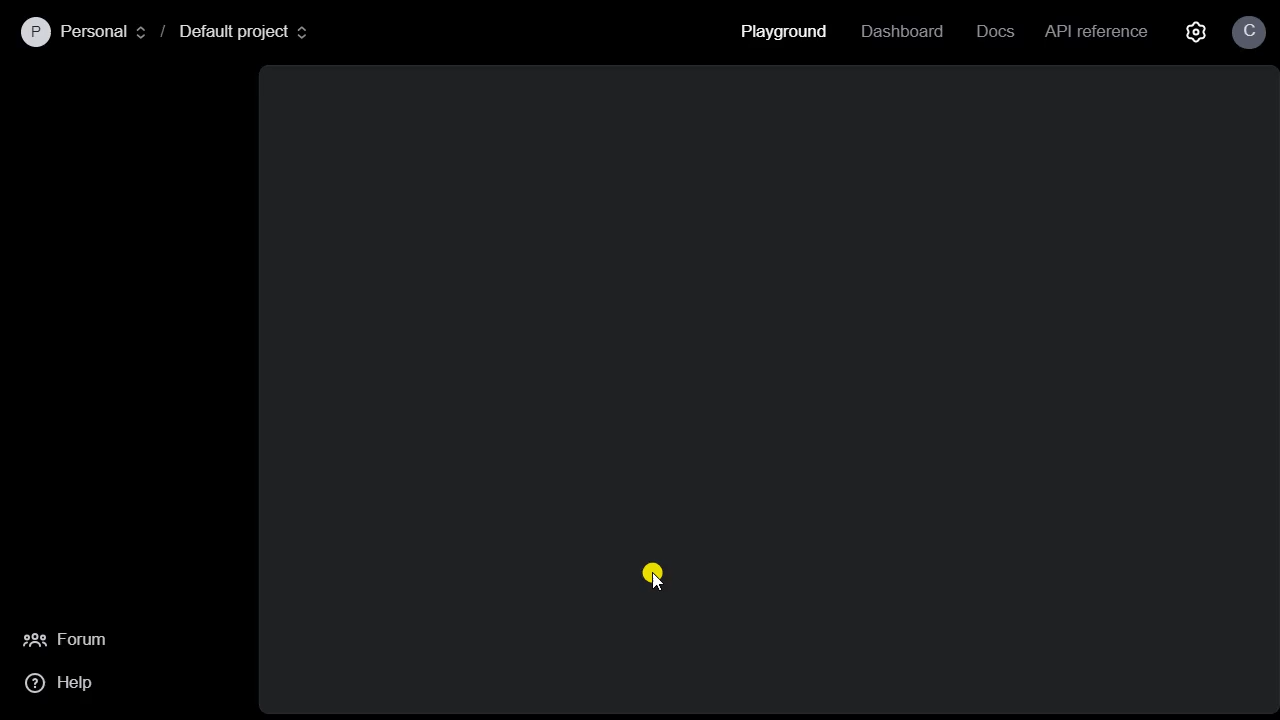 P Personal / Default project Playground Dashboard Docs API reference C
Forum
Help